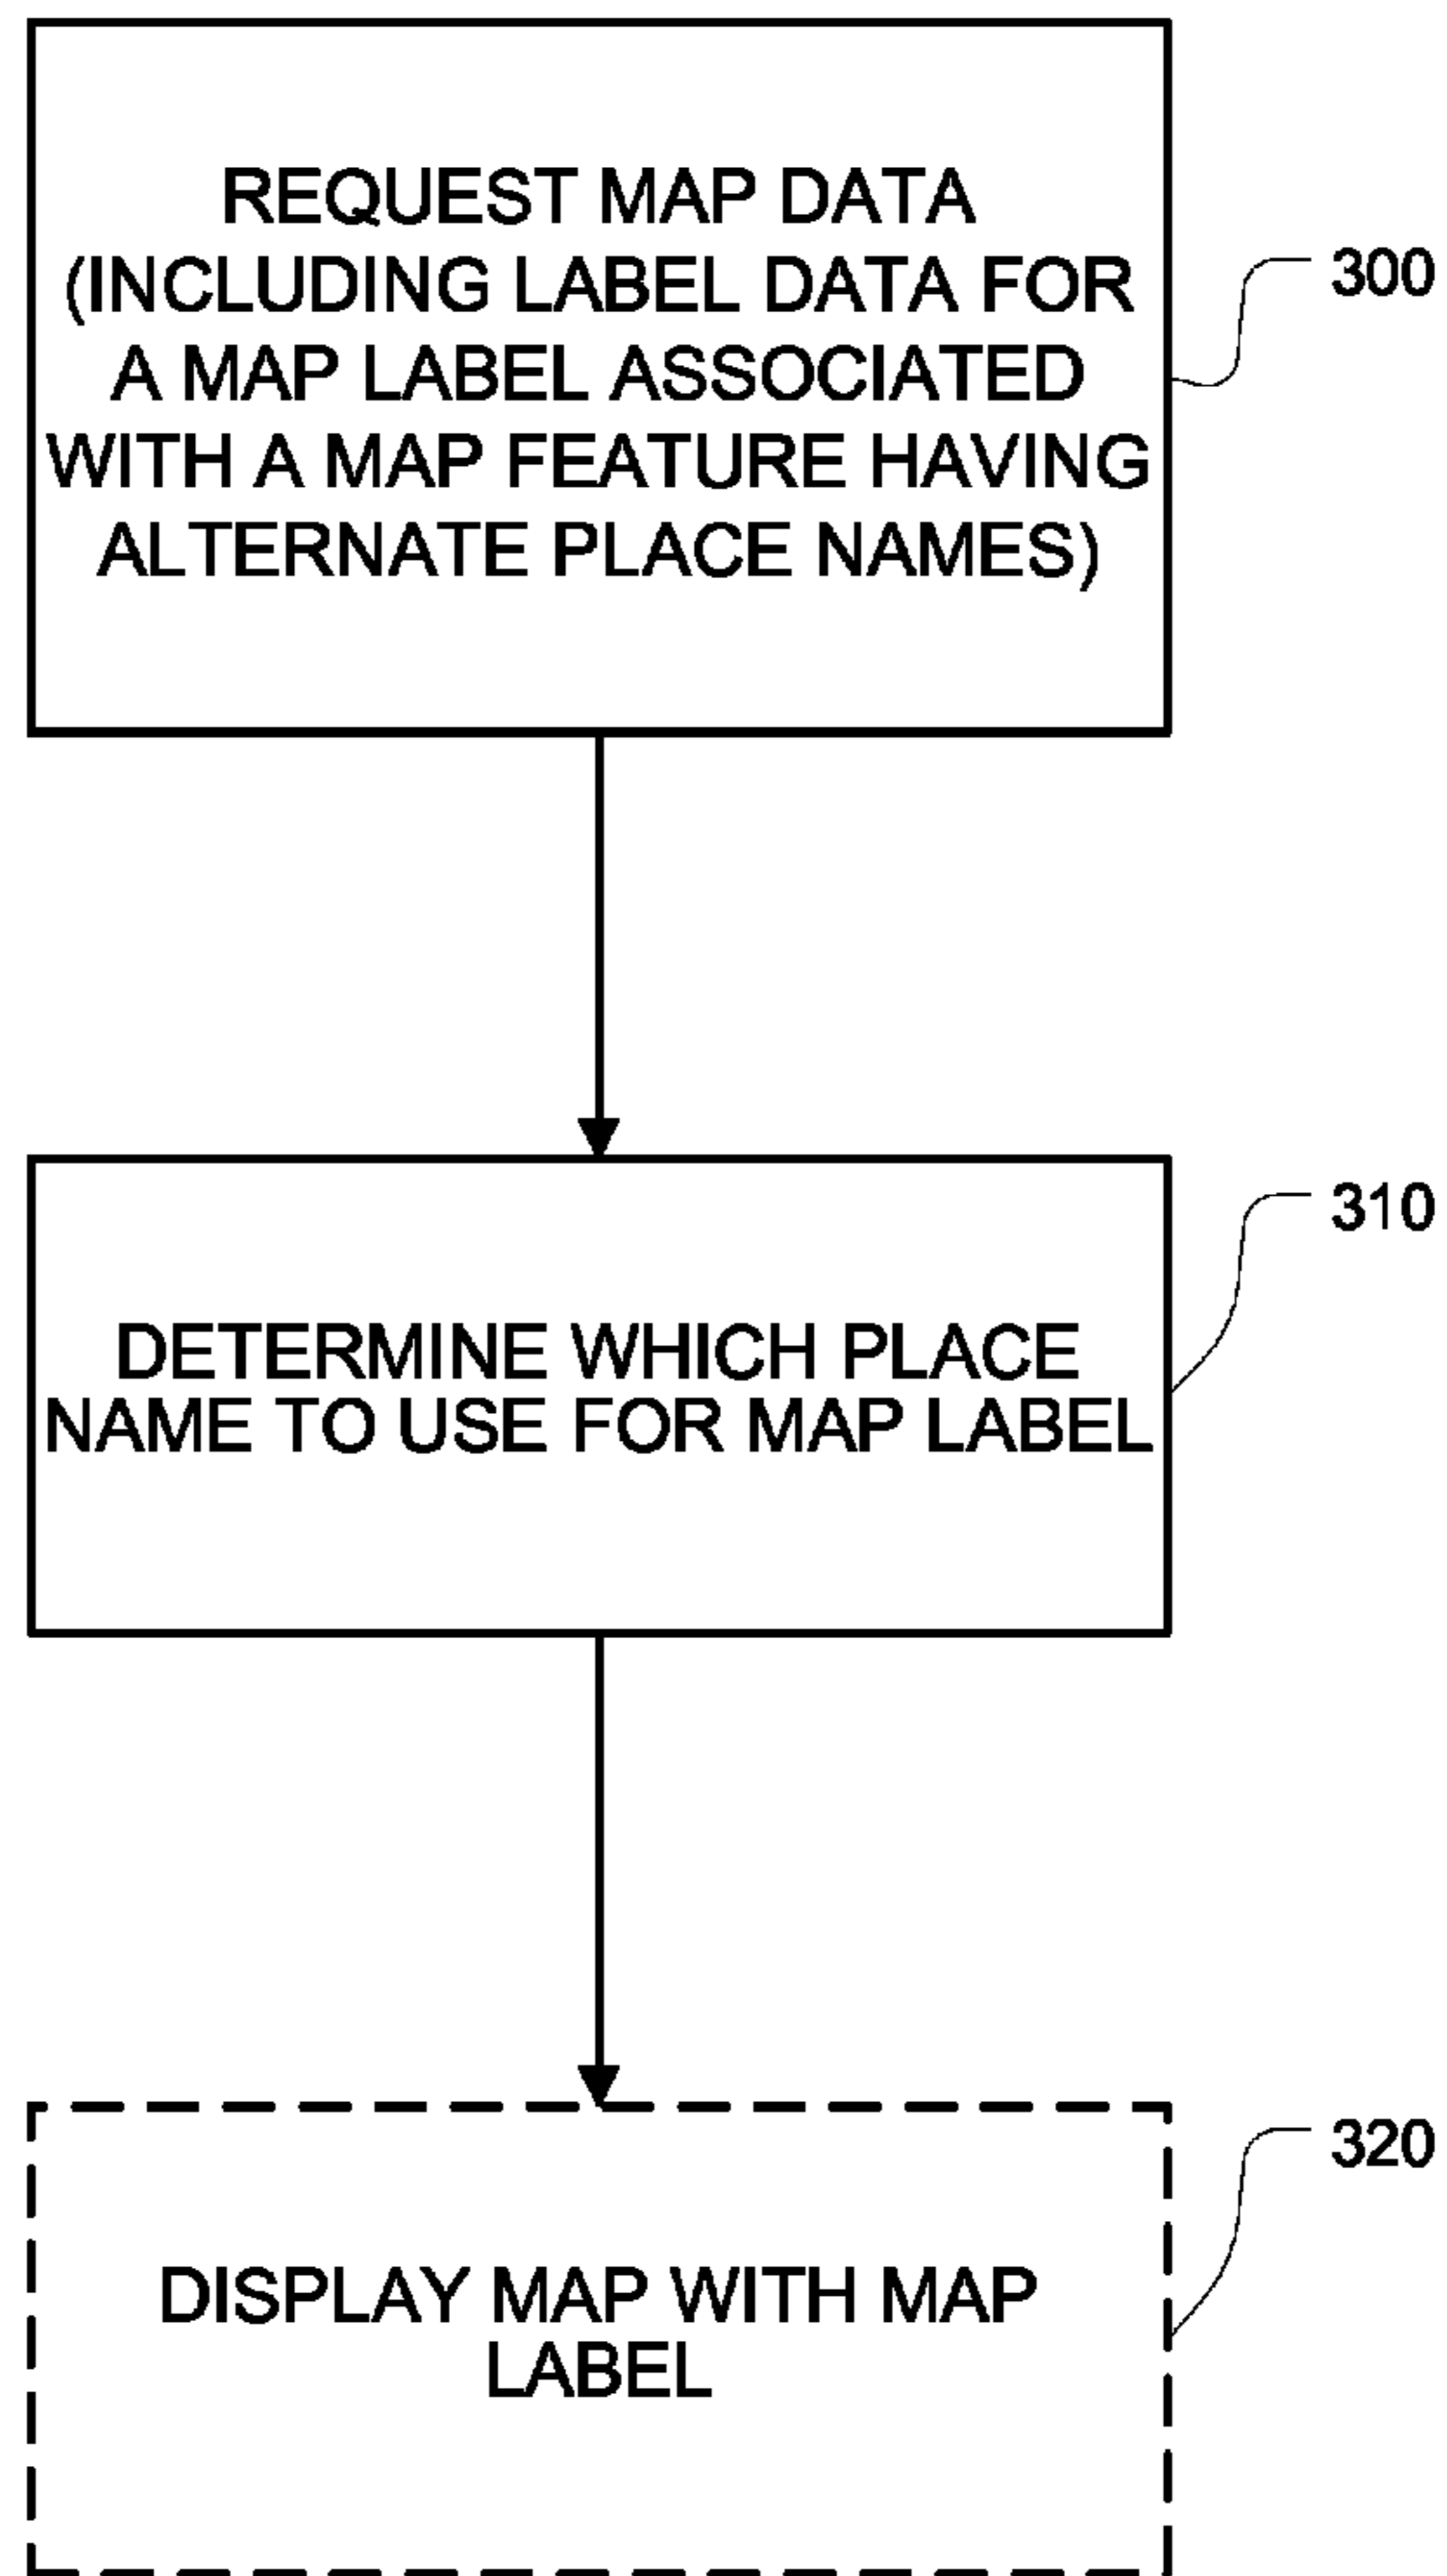 REQUEST MAP DATA
(INCLUDING LABEL DATA FOR
A MAP LABEL ASSOCIATED
WITH A MAP FEATURE HAVING
ALTERNATE PLACE NAMES)
300
DETERMINE WHICH PLACE
NAME TO USE FOR MAP LABEL
310
DISPLAY MAP WITH MAP
LABEL
320